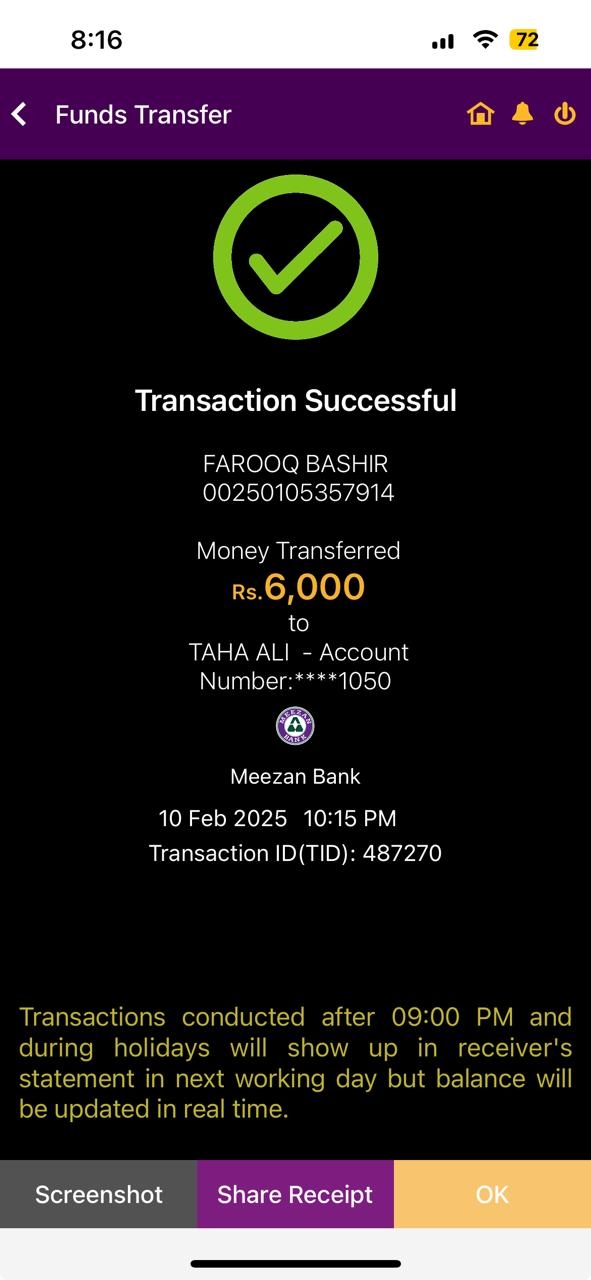 8:16
72
Funds Transfer
Transaction Successful
FAROOQ BASHIR
00250105357914
Money Transferred
Rs.6,000
to
TAHA ALI - Account
Number:****1050
MEEZAN
BANK
Meezan Bank
10 Feb 2025 10:15 PM
Transaction ID(TID): 487270
Transactions conducted after 09:00 PM and
during holidays will show up in receiver's
statement in next working day but balance will
be updated in real time.
Screenshot
Share Receipt
OK